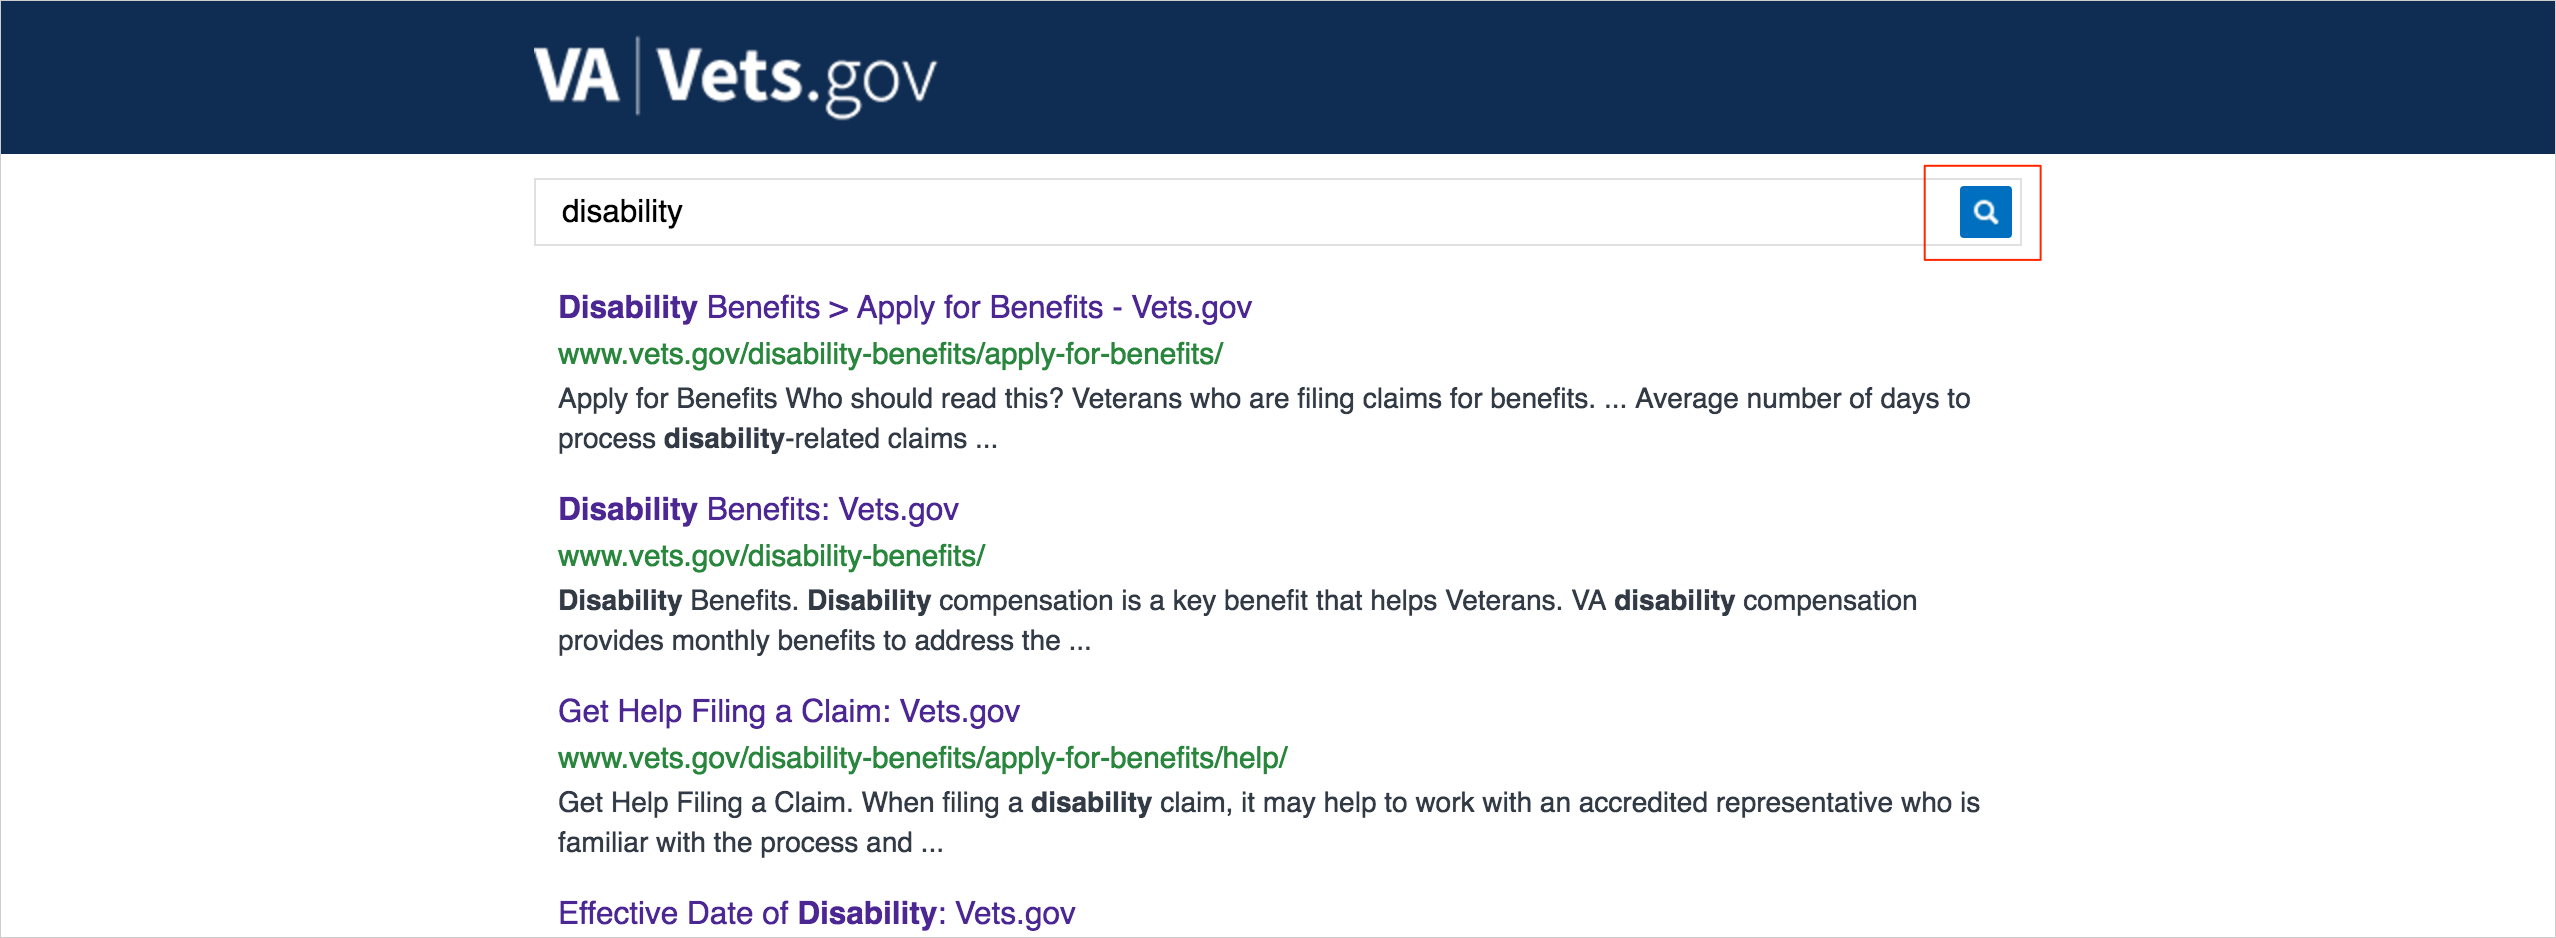 VA | Vets.gov
disability
Disability Benefits > Apply for Benefits - Vets.gov
www.vets.gov/disability-benefits/apply-for-benefits/
Apply for Benefits Who should read this? Veterans who are filing claims for benefits. ... Average number of days to
process disability-related claims ...
Disability Benefits: Vets.gov
www.vets.gov/disability-benefits/
Disability Benefits. Disability compensation is a key benefit that helps Veterans. VA disability compensation
provides monthly benefits to address the ...
Get Help Filing a Claim: Vets.gov
www.vets.gov/disability-benefits/apply-for-benefits/help/
Get Help Filing a Claim. When filing a disability claim, it may help to work with an accredited representative who is
familiar with the process and ...
Effective Date of Disability: Vets.gov